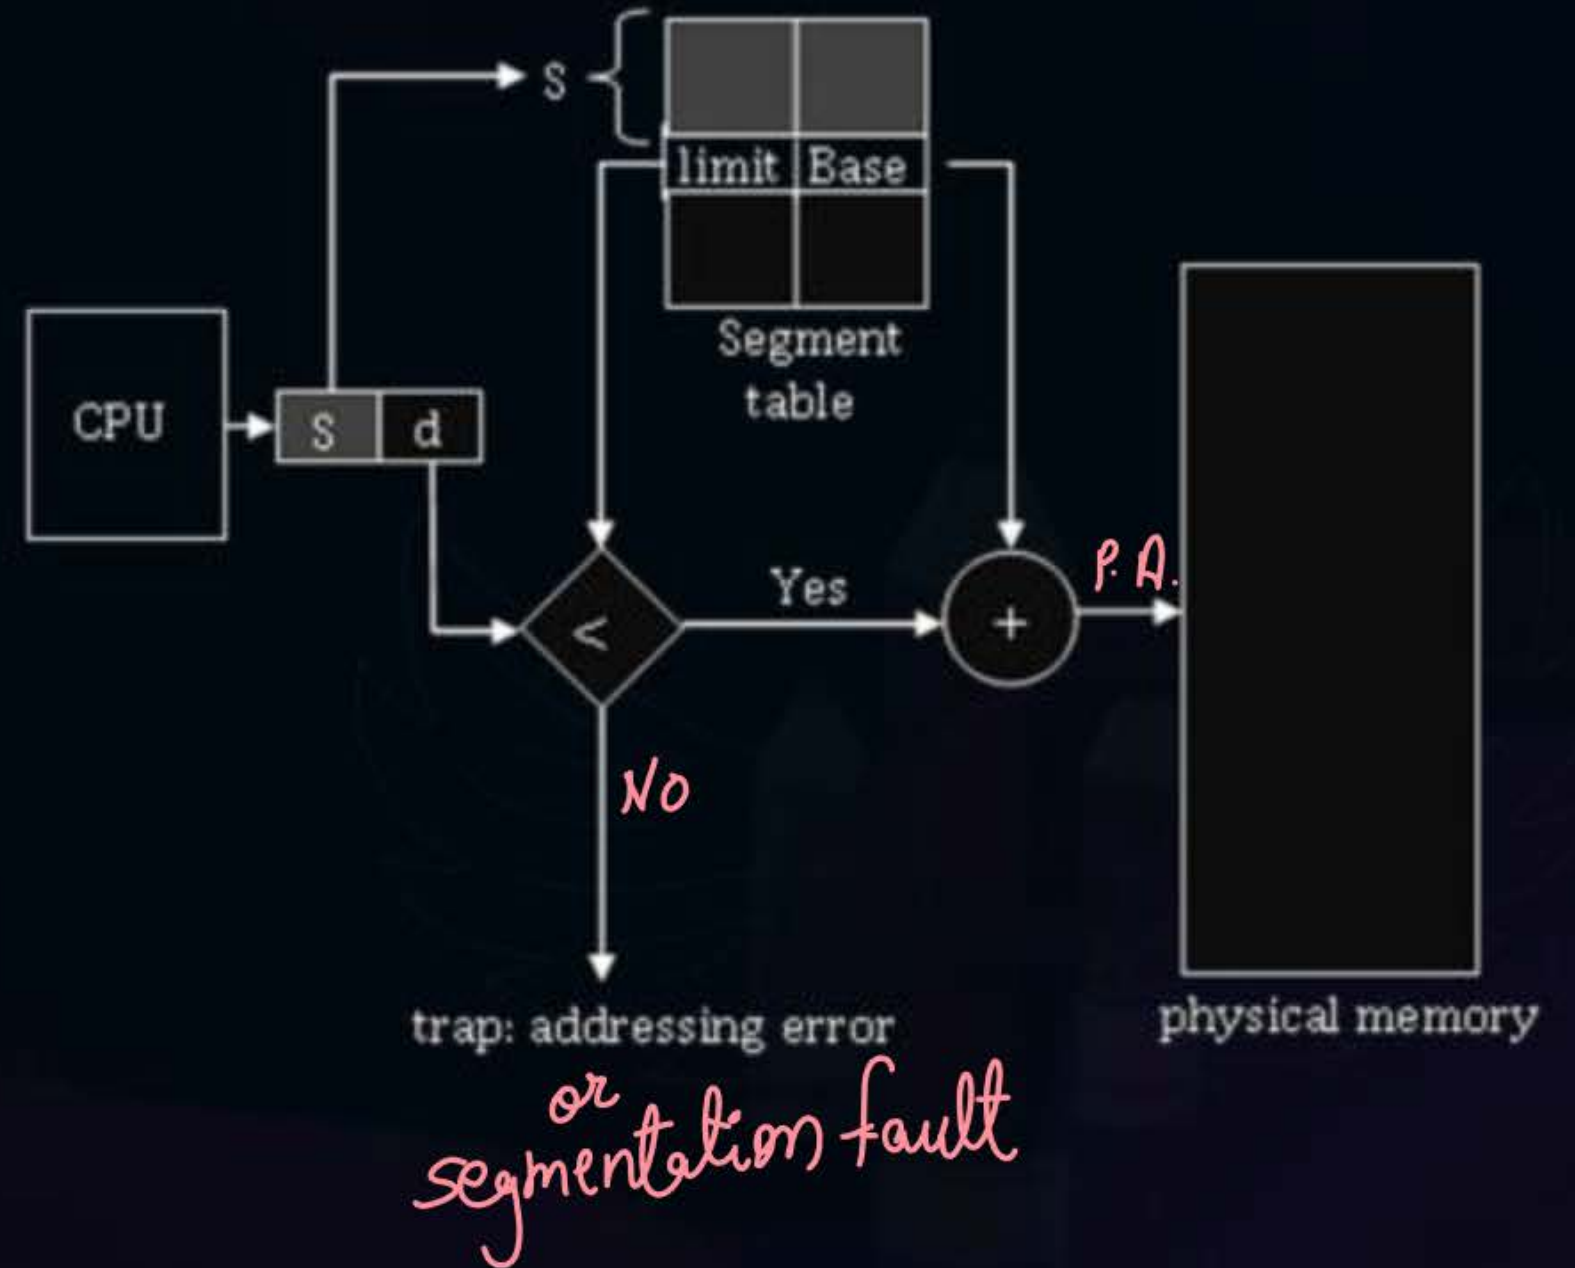 S
limit Base
Segment
table
CPU
S d
<
Yes
+
P. A.
NO
trap: addressing error
physical memory
or
segmentation fault